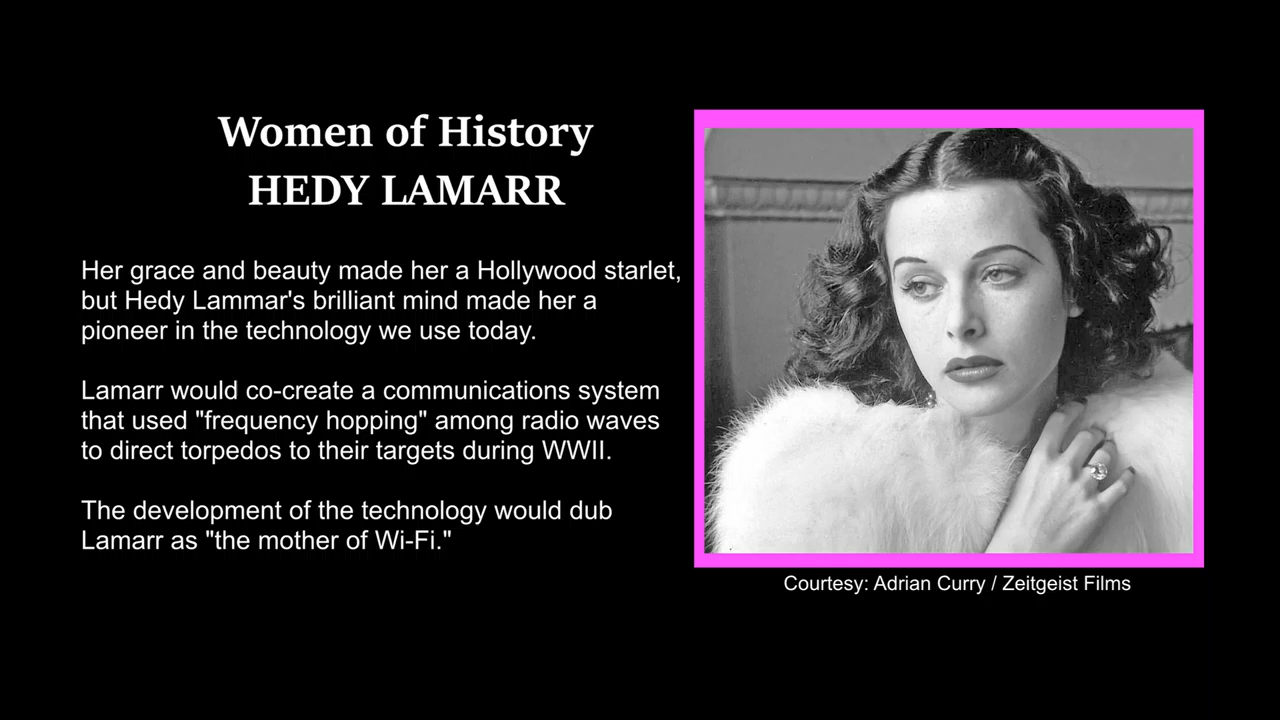 Women of History
HEDY LAMARR
Her grace and beauty made her a Hollywood starlet,
but Hedy Lammar's brilliant mind made her a
pioneer in the technology we use today.
Lamarr would co-create a communications system
that used "frequency hopping" among radio waves
to direct torpedos to their targets during WWII.
The development of the technology would dub
Lamarr as "the mother of Wi-Fi."
Courtesy: Adrian Curry / Zeitgeist Films